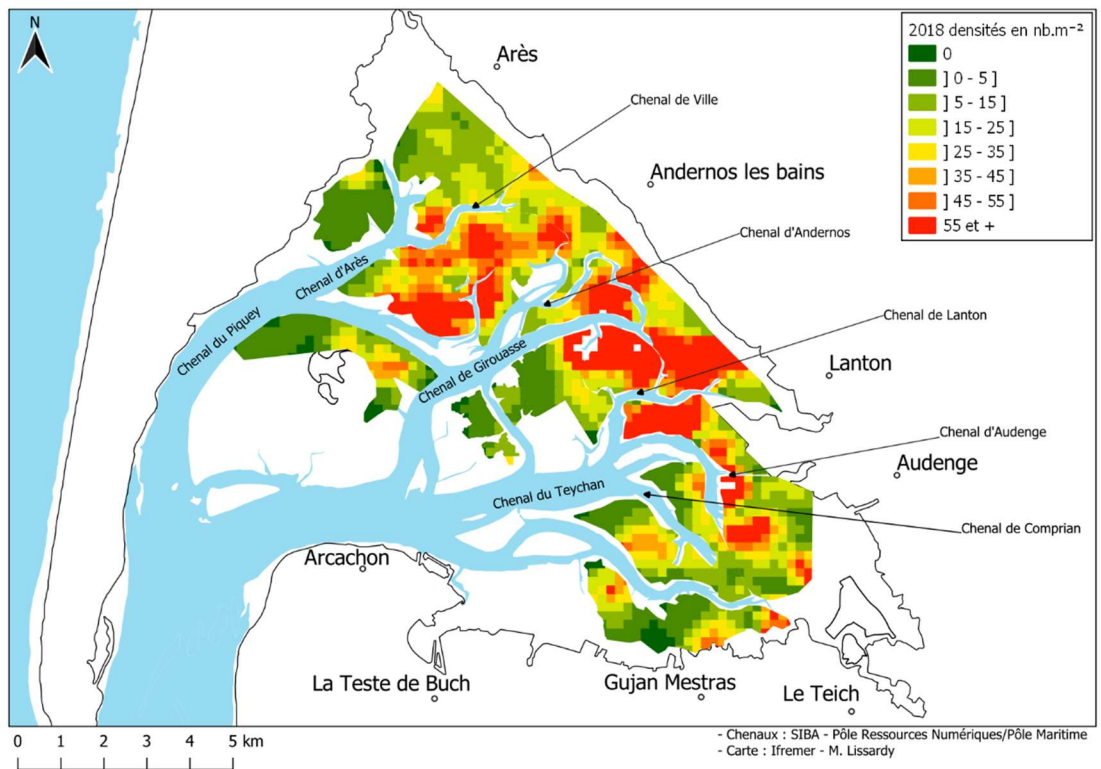 N
2018 densités en nb.m⁻²
0
] 0 - 5 ]
] 5 - 15 ]
] 15 - 25 ]
] 25 - 35 ]
] 35 - 45 ]
] 45 - 55 ]
55 et +
Arès
Chenal de Ville
Andernos les bains
Chenal d'Andernos
Chenal d'Arès
Chenal du Piquey
Chenal de Girouasse
Chenal de Lanton
Lanton
Chenal d'Audenge
Audenge
Chenal du Teychan
Chenal de Comprian
Arcachon
La Teste de Buch
Gujan Mestras
Le Teich
0 1 2 3 4 5 km
- Chenaux : SIBA - Pôle Ressources Numériques/Pôle Maritime
- Carte : Ifremer - M. Lissardy